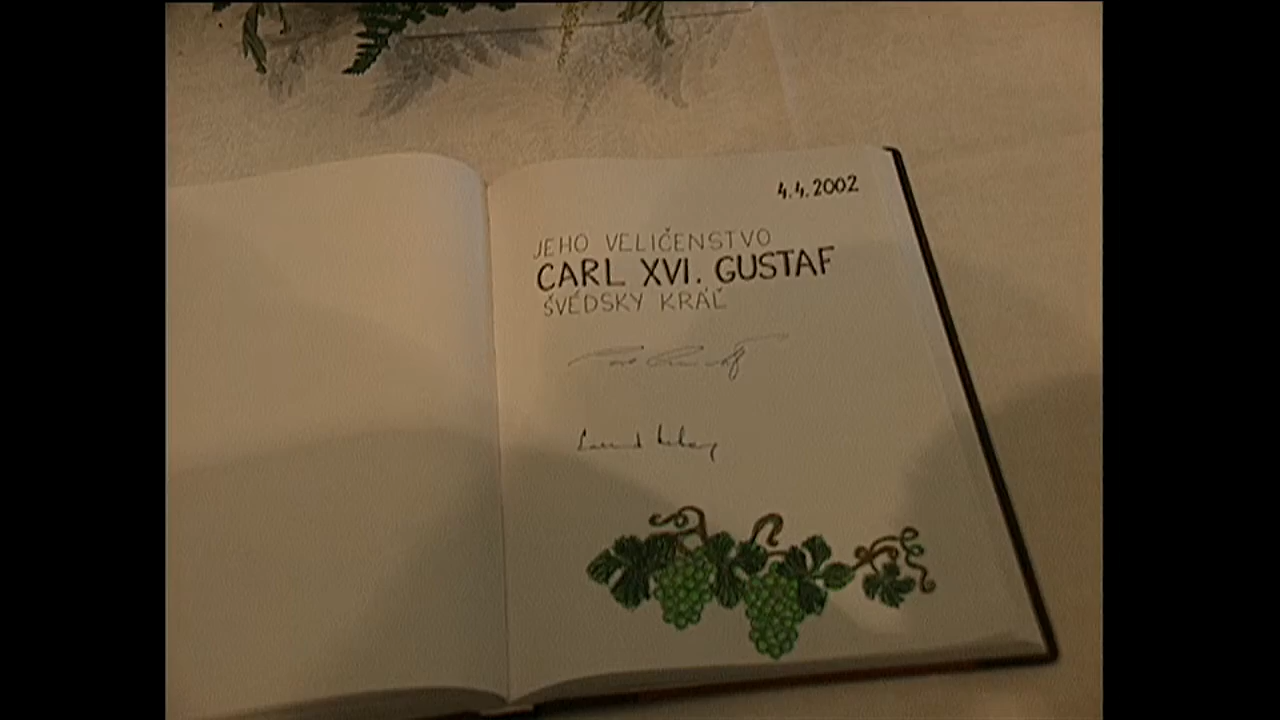 4.4.2002
JEHO VELIČENSTVO
CARL XVI. GUSTAF
ŠVÉDSKY KRÁĽ